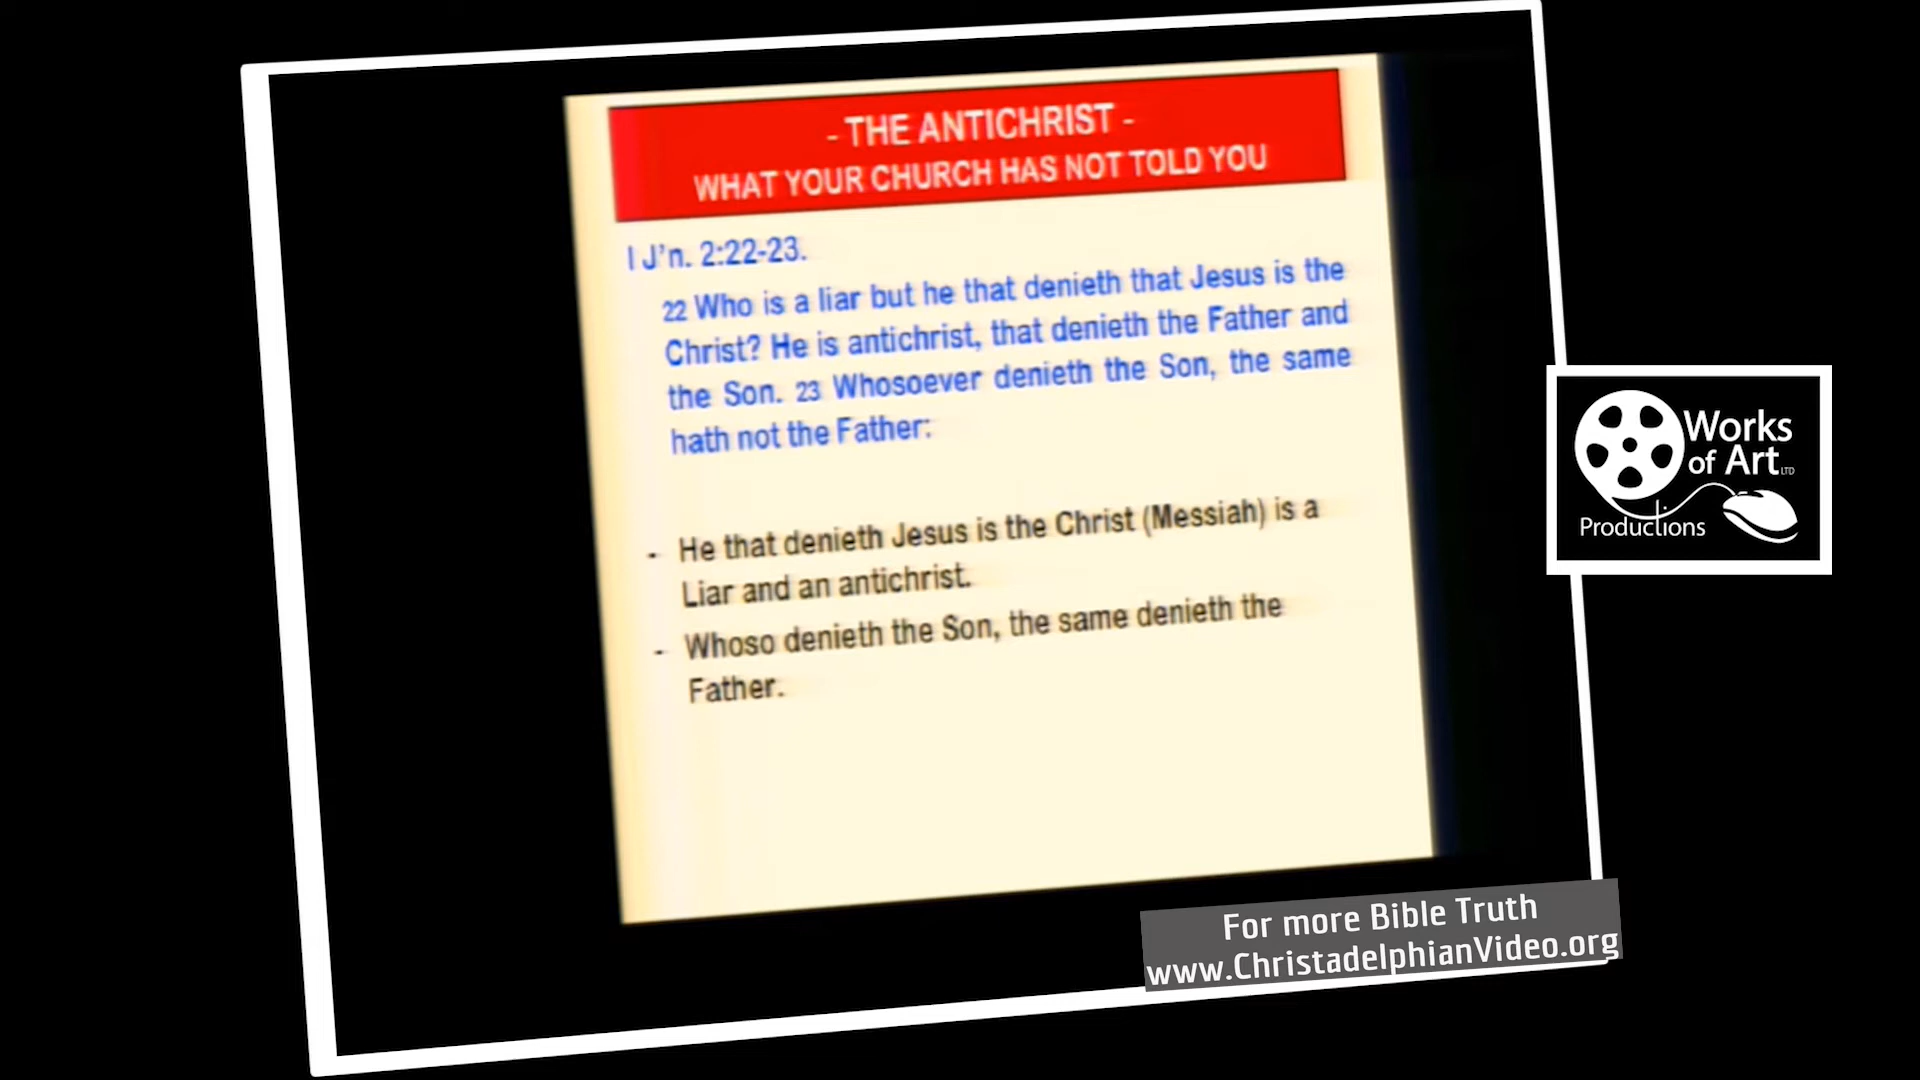 - THE ANTICHRIST -
WHAT YOUR CHURCH HAS NOT TOLD YOU
I J'n. 2:22-23.
22 Who is a liar but he that denieth that Jesus is the
Christ? He is antichrist, that denieth the Father and
the Son. 23 Whosoever denieth the Son, the same
hath not the Father:
- He that denieth Jesus is the Christ (Messiah) is a
Liar and an antichrist.
- Whoso denieth the Son, the same denieth the
Father.
Works
of Art LTD
Productions
For more Bible Truth
www.ChristadelphianVideo.org